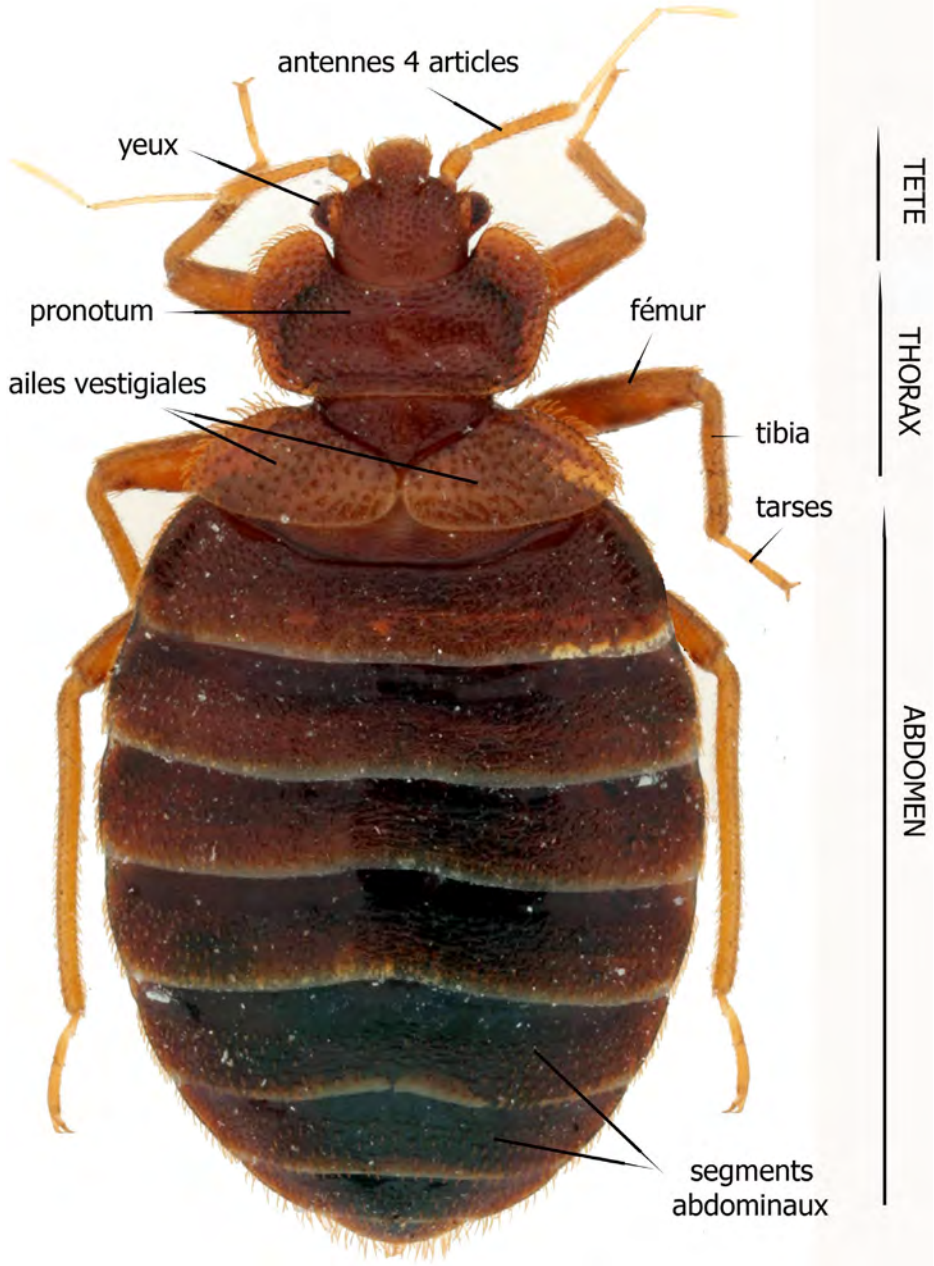 antennes 4 articles
yeux
TETE
pronotum
fémur
THORAX
ailes vestigiales
tibia
tarses
ABDOMEN
segments
abdominaux